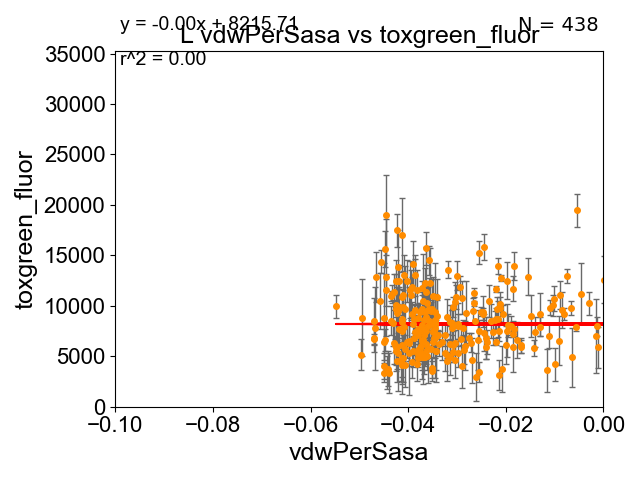 y = -0.00x + 8215.71
N = 438
L vdwPerSasa vs toxgreen_fluor
r^2 = 0.00
35000
30000
25000
20000
15000
10000
5000
0
toxgreen_fluor
−0.10
−0.08
−0.06
−0.04
−0.02
0.00
vdwPerSasa